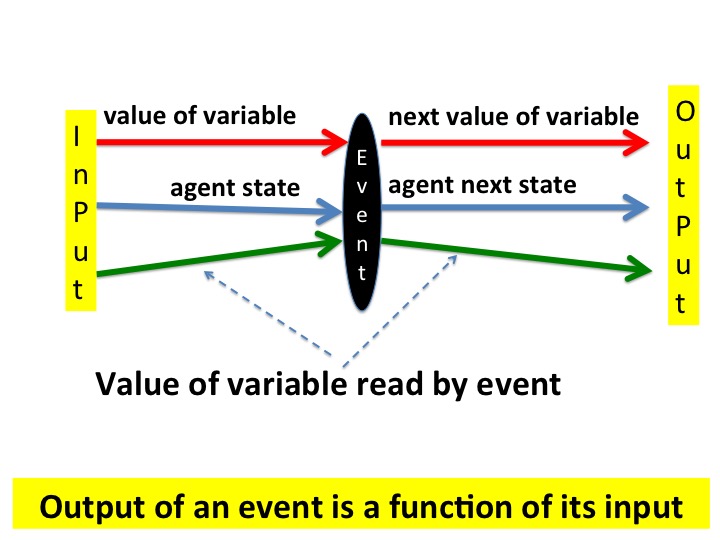 InPut
value of variable
agent state
Event
next value of variable
agent next state
OutPut
Value of variable read by event
Output of an event is a function of its input